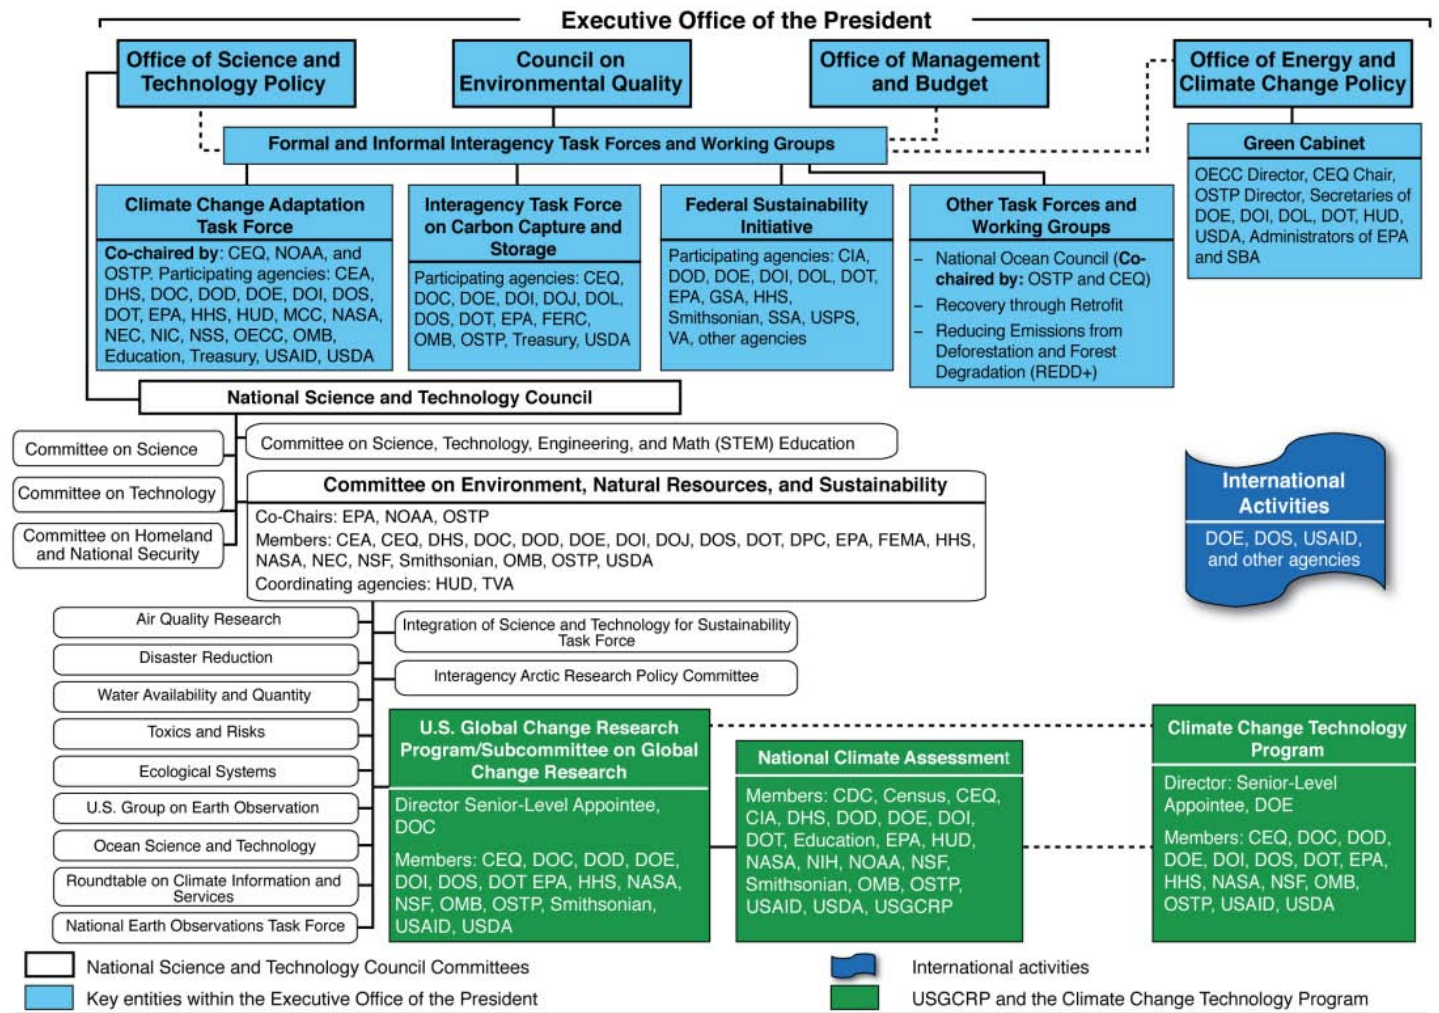 Executive Office of the President
Office of Science and
Technology Policy
Council on
Environmental Quality
Office of Management
and Budget
Office of Energy and
Climate Change Policy
Formal and Informal Interagency Task Forces and Working Groups
Green Cabinet
OECC Director, CEQ Chair,
OSTP Director, Secretaries of
DOE, DOI, DOL, DOT, HUD,
USDA, Administrators of EPA
and SBA
Climate Change Adaptation
Task Force
Co-chaired by: CEQ, NOAA, and
OSTP. Participating agencies: CEA,
DHS, DOC, DOD, DOE, DOI, DOS,
DOT, EPA, HHS, HUD, MCC, NASA,
NEC, NIC, NSS, OECC, OMB,
Education, Treasury, USAID, USDA
Interagency Task Force
on Carbon Capture and
Storage
Participating agencies: CEQ,
DOC, DOE, DOI, DOJ, DOL,
DOS, DOT, EPA, FERC,
OMB, OSTP, Treasury, USDA
Federal Sustainability
Initiative
Participating agencies: CIA,
DOD, DOE, DOI, DOL, DOT,
EPA, GSA, HHS,
Smithsonian, SSA, USPS,
VA, other agencies
Other Task Forces and
Working Groups
– National Ocean Council (Co-
chaired by: OSTP and CEQ)
– Recovery through Retrofit
– Reducing Emissions from
Deforestation and Forest
Degradation (REDD+)
National Science and Technology Council
Committee on Science
Committee on Technology
Committee on Homeland
and National Security
Committee on Science, Technology, Engineering, and Math (STEM) Education
Committee on Environment, Natural Resources, and Sustainability
Co-Chairs: EPA, NOAA, OSTP
Members: CEA, CEQ, DHS, DOC, DOD, DOE, DOI, DOJ, DOS, DOT, DPC, EPA, FEMA, HHS,
NASA, NEC, NSF, Smithsonian, OMB, OSTP, USDA
Coordinating agencies: HUD, TVA
International
Activities
DOE, DOS, USAID,
and other agencies
Air Quality Research
Disaster Reduction
Water Availability and Quantity
Toxics and Risks
Ecological Systems
U.S. Group on Earth Observation
Ocean Science and Technology
Roundtable on Climate Information and
Services
National Earth Observations Task Force
Integration of Science and Technology for Sustainability
Task Force
Interagency Arctic Research Policy Committee
U.S. Global Change Research
Program/Subcommittee on Global
Change Research
Director Senior-Level Appointee,
DOC
Members: CEQ, DOC, DOD, DOE,
DOI, DOS, DOT EPA, HHS, NASA,
NSF, OMB, OSTP, Smithsonian,
USAID, USDA
National Climate Assessment
Members: CDC, Census, CEQ,
CIA, DHS, DOD, DOE, DOI,
DOT, Education, EPA, HUD,
NASA, NIH, NOAA, NSF,
Smithsonian, OMB, OSTP,
USAID, USDA, USGCRP
Climate Change Technology
Program
Director: Senior-Level
Appointee, DOE
Members: CEQ, DOC, DOD,
DOE, DOI, DOS, DOT, EPA,
HHS, NASA, NSF, OMB,
OSTP, USAID, USDA
National Science and Technology Council Committees
Key entities within the Executive Office of the President
International activities
USGCRP and the Climate Change Technology Program